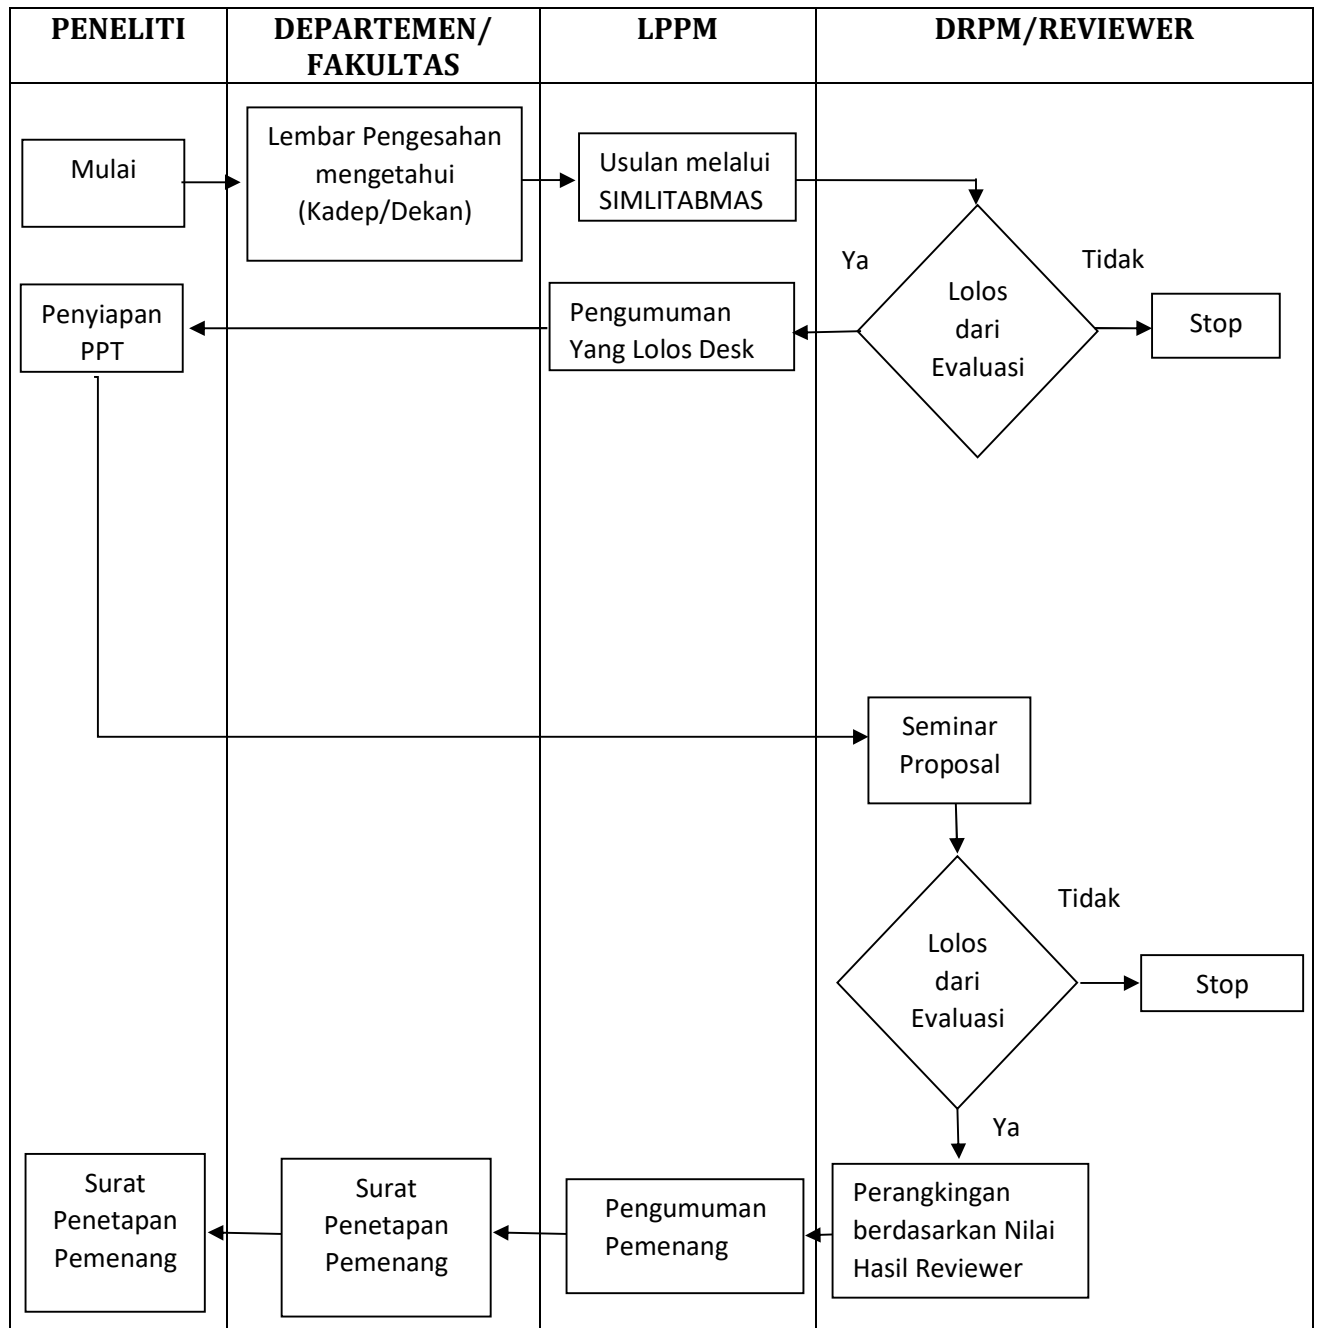 PENELITI
DEPARTEMEN/
FAKULTAS
LPPM
DRPM/REVIEWER
Mulai
Lembar Pengesahan
mengetahui
(Kadep/Dekan)
Usulan melalui
SIMLITABMAS
Ya
Tidak
Lolos
dari
Evaluasi
Stop
Pengumuman
Yang Lolos Desk
Penyiapan
PPT
Seminar
Proposal
Tidak
Lolos
dari
Evaluasi
Stop
Ya
Perangkingan
berdasarkan Nilai
Hasil Reviewer
Pengumuman
Pemenang
Surat
Penetapan
Pemenang
Surat
Penetapan
Pemenang